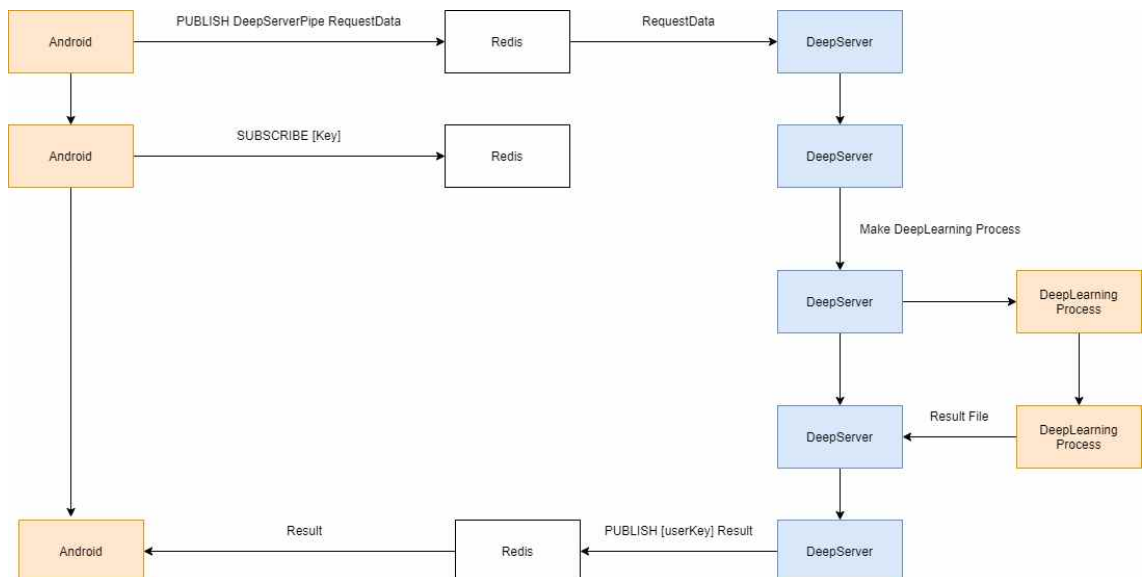 PUBLISH DeepServerPipe RequestData
RequestData
Android
Redis
DeepServer
SUBSCRIBE [Key]
Android
Redis
DeepServer
Make DeepLearning Process
DeepServer
DeepLearning
Process
Result File
DeepServer
DeepLearning
Process
Result
PUBLISH [userKey] Result
Android
Redis
DeepServer